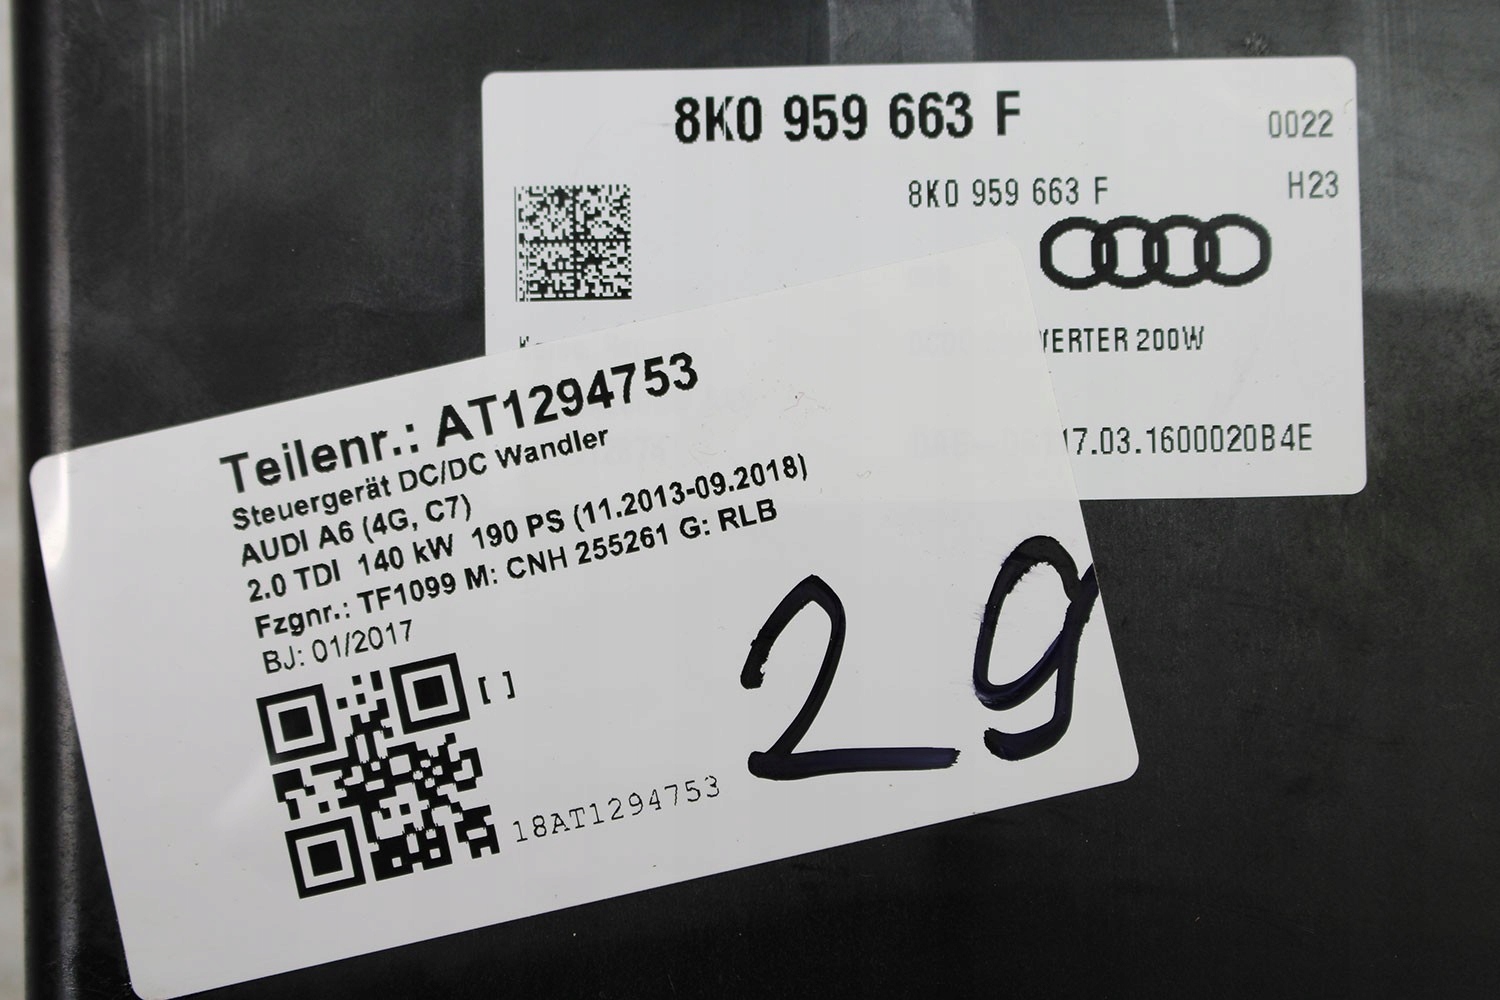 8K0 959 663 F
0022
8K0 959 663 F
H23
VERTER 200W
17.03.1600020B4E
Teilenr.: AT1294753
Steuergerät DC/DC Wandler
AUDI A6 (4G, C7)
2.0 TDI 140 kW 190 PS (11.2013-09.2018)
Fzgnr.: TF1099 M: CNH 255261 G: RLB
BJ: 01/2017
[ ]
18AT1294753
29